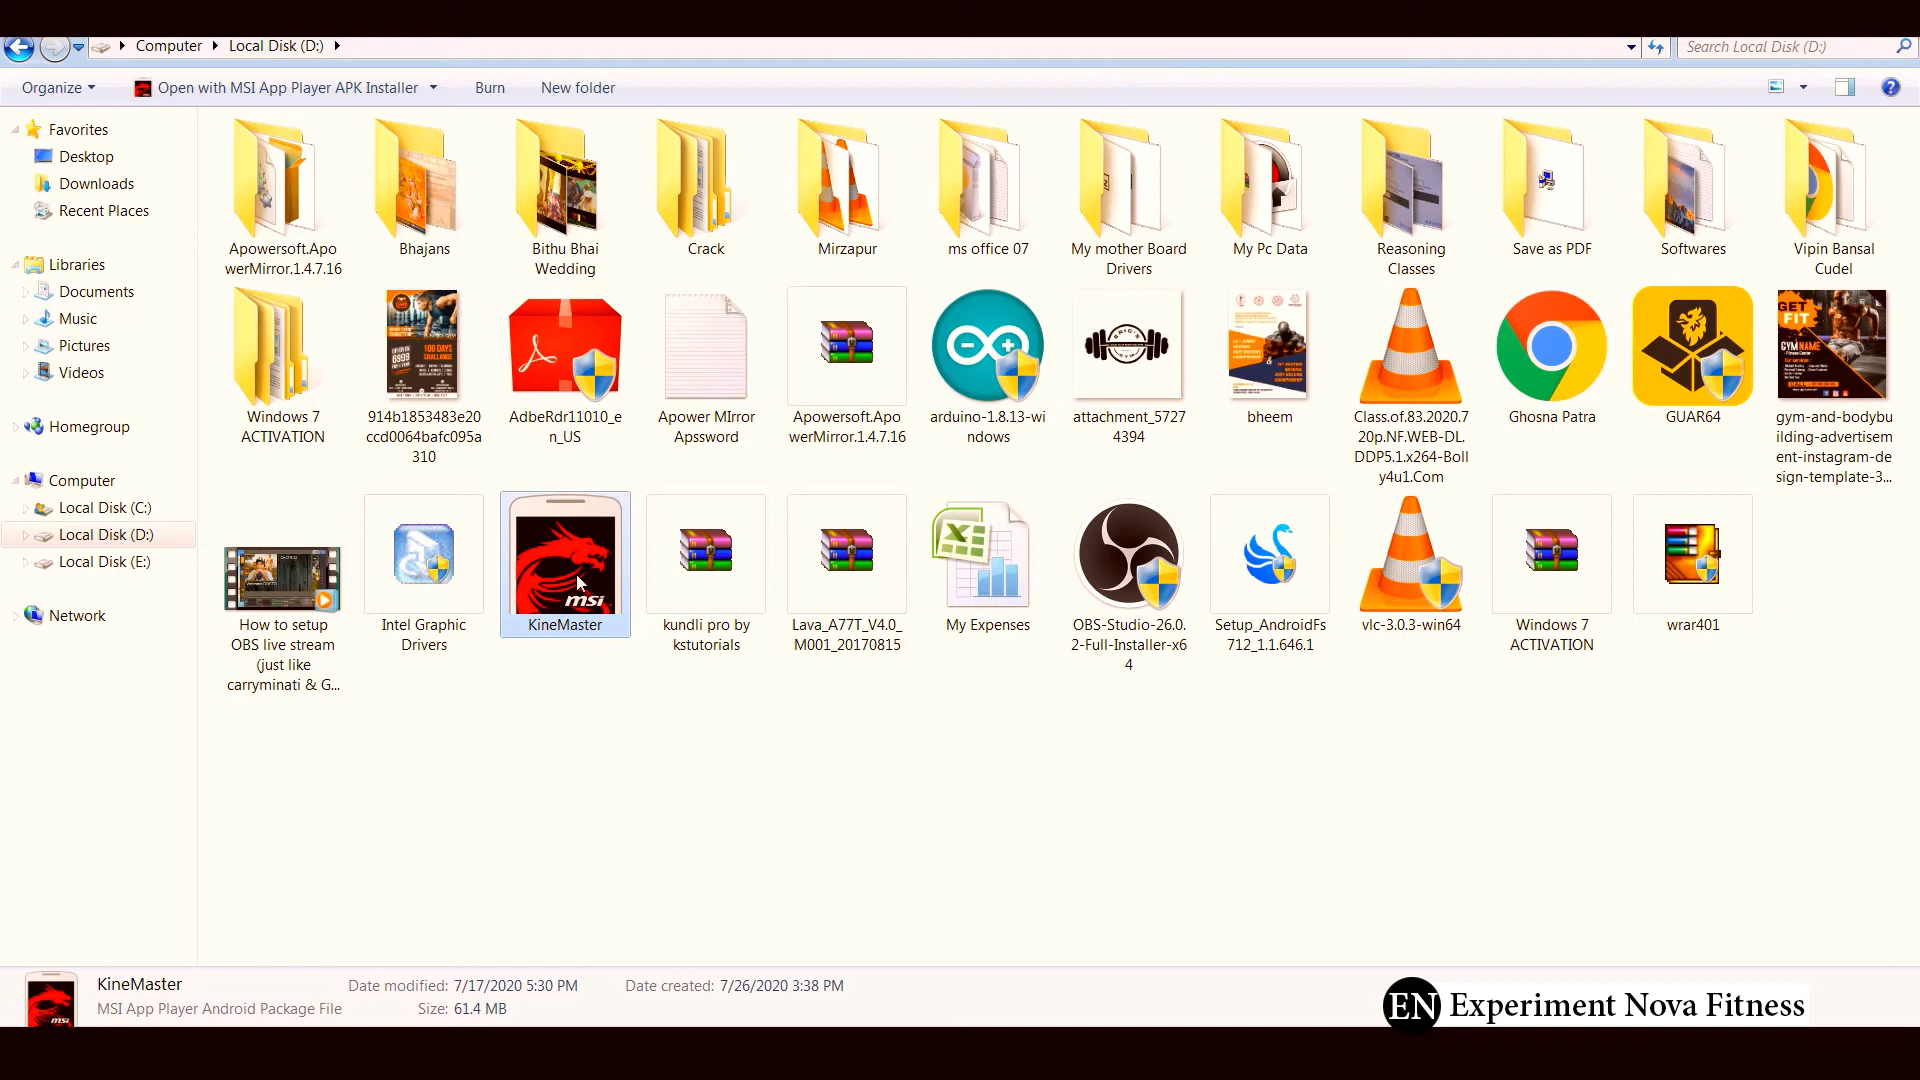 Computer Local Disk (D:)
Search Local Disk (D:)
Organize Open with MSI App Player APK Installer Burn New folder
Favorites
Desktop
Downloads
Recent Places
Libraries
Documents
Music
Pictures
Videos
Homegroup
Computer
Local Disk (C:)
Local Disk (D:)
Local Disk (E:)
Network
Apowersoft.Apo
werMirror.1.4.7.16
Bhajans
Bithu Bhai
Wedding
Crack
Mirzapur
ms office 07
My mother Board
Drivers
My Pc Data
Reasoning
Classes
Save as PDF
Softwares
Vipin Bansal
Cudel
Windows 7
ACTIVATION
914b1853483e20
ccd0064bafc095a
310
AdbeRdr11010_e
n_US
Apower MIrror
Apssword
Apowersoft.Apo
werMirror.1.4.7.16
arduino-1.8.13-wi
ndows
attachment_5727
4394
bheem
Class.of.83.2020.7
20p.NF.WEB-DL.
DDP5.1.x264-Boll
y4u1.Com
Ghosna Patra
GUAR64
GET
FIT
GYM NAME
gym-and-bodybu
ilding-advertisem
ent-instagram-de
sign-template-3...
How to setup
OBS live stream
(just like
carryminati & G...
Intel Graphic
Drivers
msi
KineMaster
kundli pro by
kstutorials
Lava_A77T_V4.0_
M001_20170815
My Expenses
OBS-Studio-26.0.
2-Full-Installer-x6
4
Setup_AndroidFs
712_1.1.646.1
vlc-3.0.3-win64
Windows 7
ACTIVATION
wrar401
KineMaster
MSI App Player Android Package File
Date modified: 7/17/2020 5:30 PM
Size: 61.4 MB
Date created: 7/26/2020 3:38 PM
msi
EN Experiment Nova Fitness